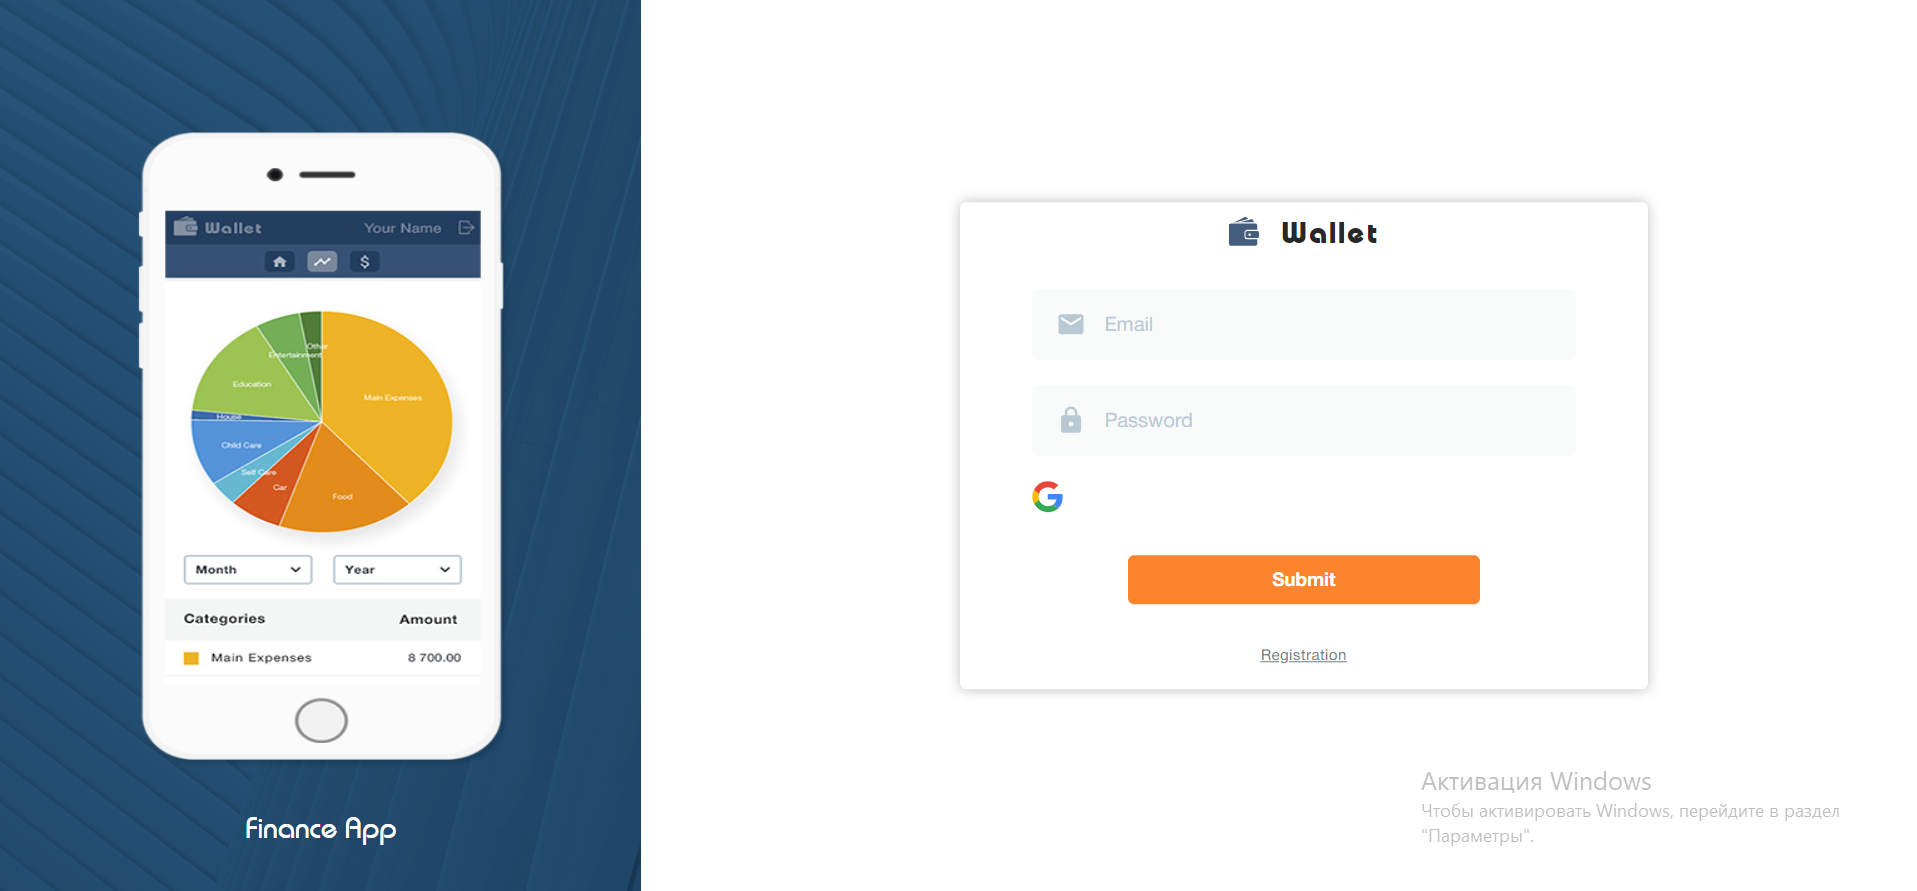 Wallet
Your Name
Other
Entertainment
Education
Main Expenses
House
Child Care
Self Care
Car
Food
Month
Year
Categories
Amount
Main Expenses
8 700.00
Finance App
Wallet
Email
Password
Submit
Registration
Активация Windows
Чтобы активировать Windows, перейдите в раздел
"Параметры".